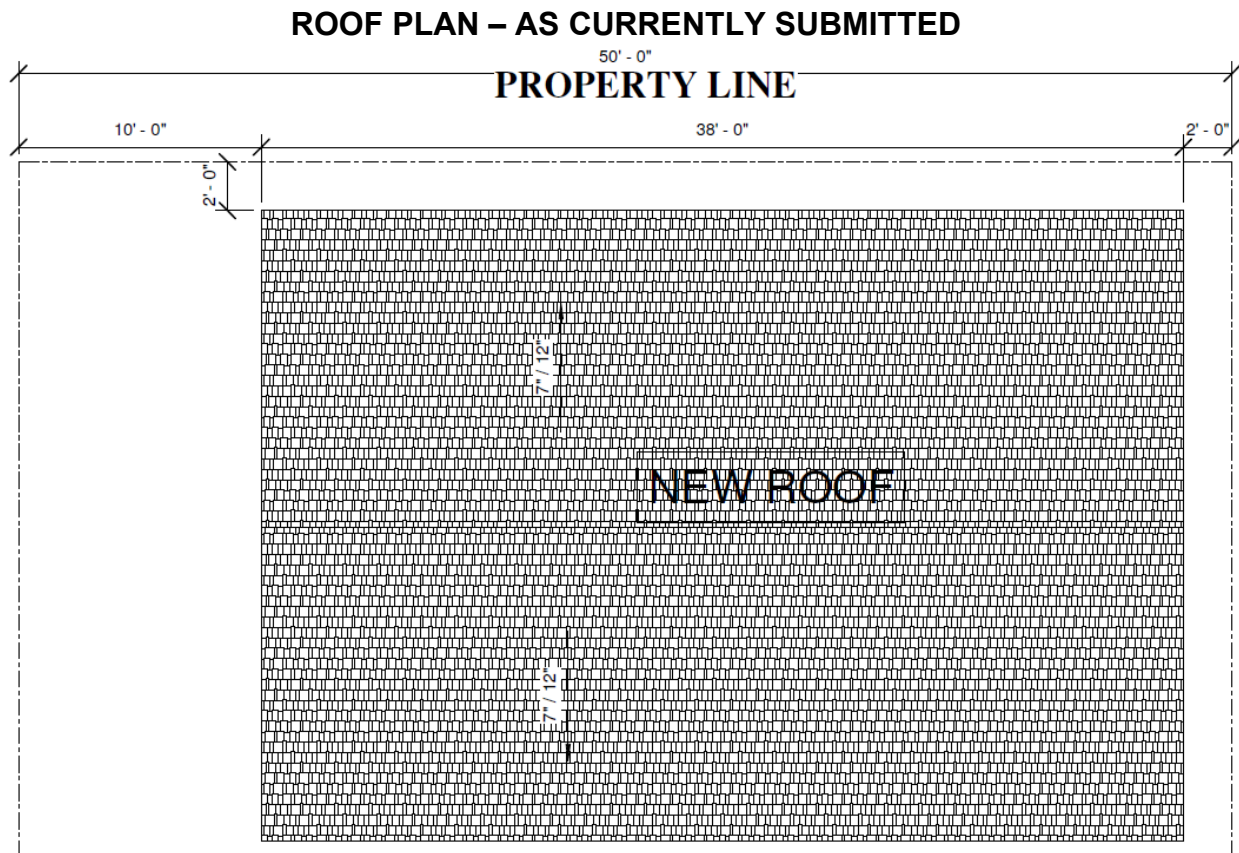 ROOF PLAN – AS CURRENTLY SUBMITTED
50' - 0"
PROPERTY LINE
10' - 0"
38' - 0"
2' - 0"
2' - 0"
7" / 12"
NEW ROOF
7" / 12"